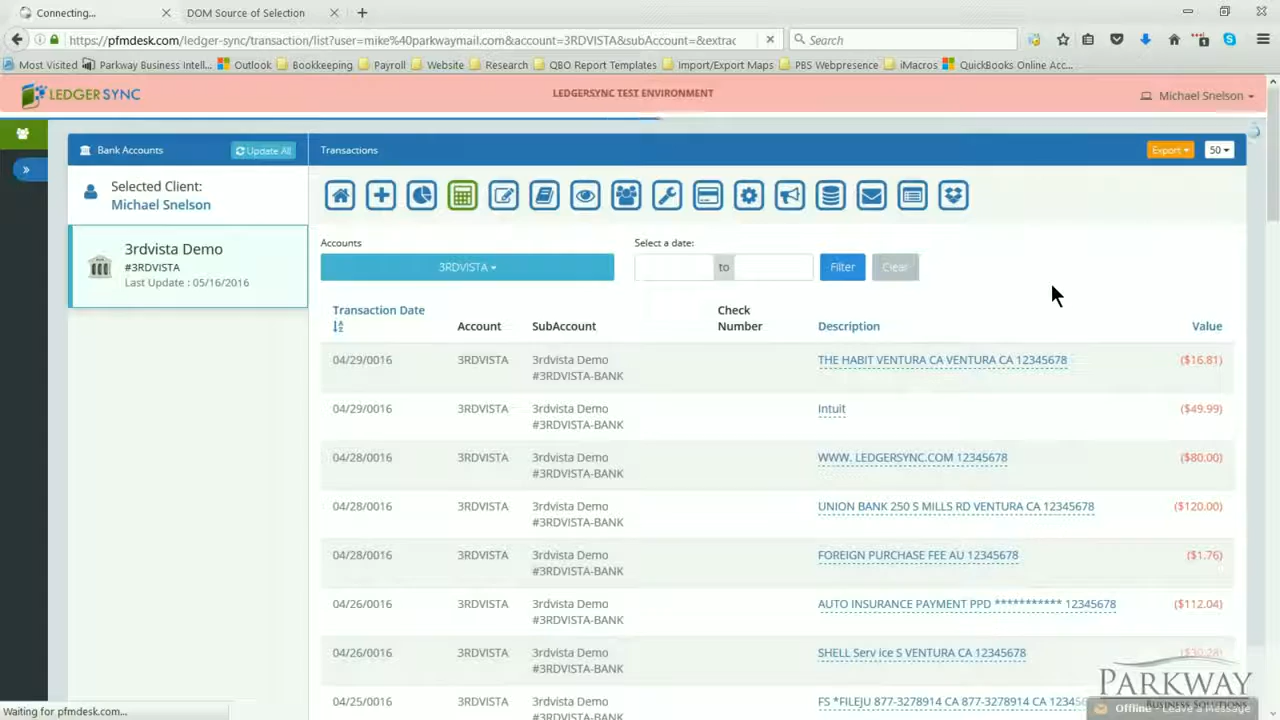 Connecting...
DOM Source of Selection
https://pfmdesk.com/ledger-sync/transaction/list?user=mike%40parkwaymail.com&account=3RDVISTA&subAccount=&extrac
Search
Most Visited
Parkway Business Intell...
Outlook
Bookkeeping
Payroll
Website
Research
QBO Report Templates
Import/Export Maps
PBS Webpresence
iMacros
QuickBooks Online Acc...
LEDGERSYNC
LEDGERSYNC TEST ENVIRONMENT
Michael Snelson
Bank Accounts
Update All
Transactions
Export
50
Selected Client:
Michael Snelson
3rdvista Demo
#3RDVISTA
Last Update : 05/16/2016
Accounts
Select a date:
3RDVISTA
to
Filter
Clear
Transaction Date
Account
SubAccount
Check
Number
Description
Value
04/29/0016 3RDVISTA 3rdvista Demo THE HABIT VENTURA CA VENTURA CA 12345678 ($16.81)
#3RDVISTA-BANK
04/29/0016 3RDVISTA 3rdvista Demo Intuit ($49.99)
#3RDVISTA-BANK
04/28/0016 3RDVISTA 3rdvista Demo WWW. LEDGERSYNC.COM 12345678 ($80.00)
#3RDVISTA-BANK
04/28/0016 3RDVISTA 3rdvista Demo UNION BANK 250 S MILLS RD VENTURA CA 12345678 ($120.00)
#3RDVISTA-BANK
04/28/0016 3RDVISTA 3rdvista Demo FOREIGN PURCHASE FEE AU 12345678 ($1.76)
#3RDVISTA-BANK
04/26/0016 3RDVISTA 3rdvista Demo AUTO INSURANCE PAYMENT PPD *********** 12345678 ($112.04)
#3RDVISTA-BANK
04/26/0016 3RDVISTA 3rdvista Demo SHELL Serv ice S VENTURA CA 12345678 ($30.28)
#3RDVISTA-BANK
04/25/0016 3RDVISTA 3rdvista Demo FS *FILEJU 877-3278914 CA 877-3278914 CA 12345
#3RDVISTA-BANK
PARKWAY
BUSINESS SOLUTIONS
Offline - Leave a Message
Waiting for pfmdesk.com...